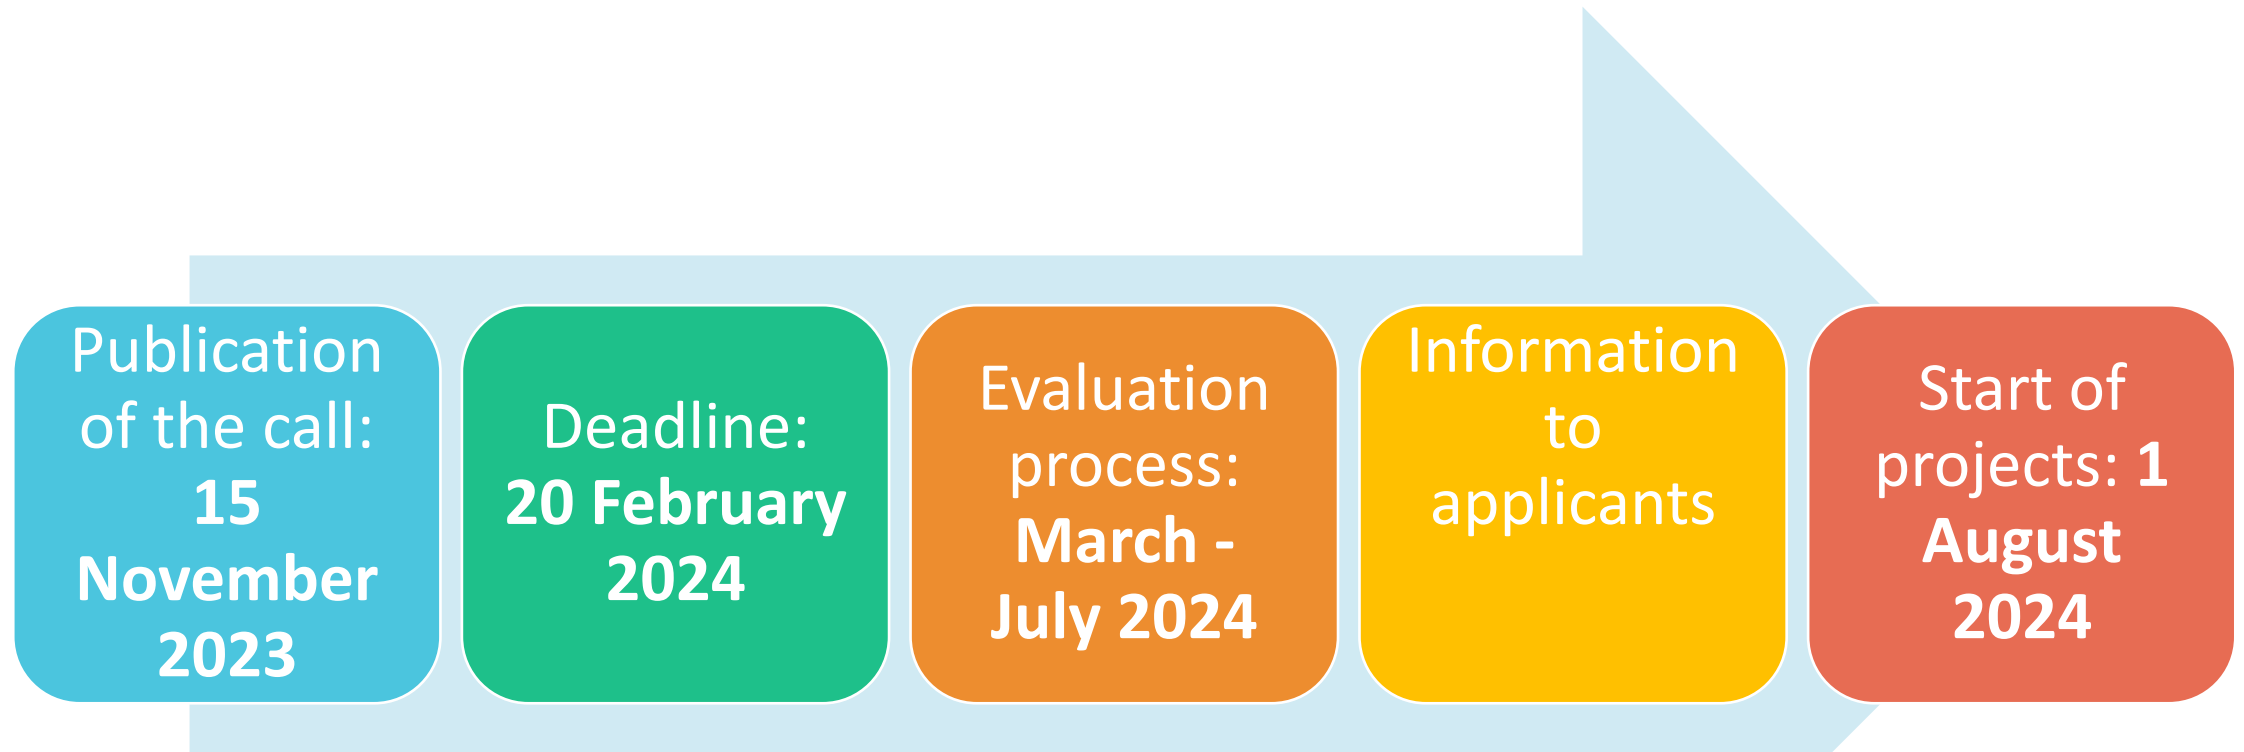 Publication
of the call:
15
November
2023
Deadline:
20 February
2024
Evaluation
process:
March -
July 2024
Information
to
applicants
Start of
projects: 1
August
2024